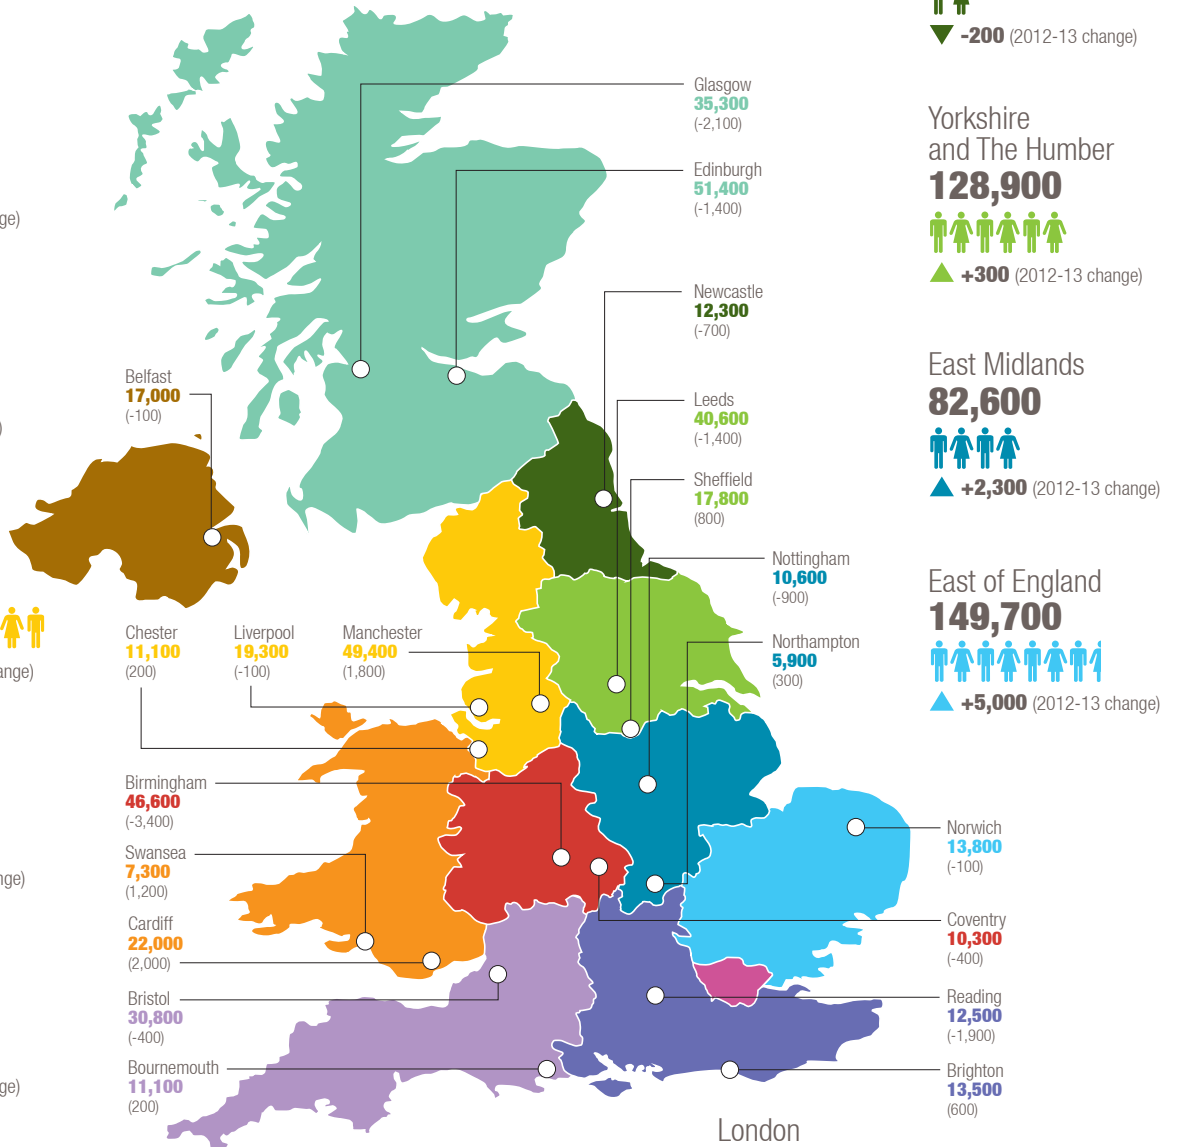 -200 (2012-13 change)
Glasgow
35,300
(-2,100)
Yorkshire
and The Humber
128,900
+300 (2012-13 change)
Edinburgh
51,400
(-1,400)
ge)
Newcastle
12,300
(-700)
East Midlands
82,600
+2,300 (2012-13 change)
Belfast
17,000
(-100)
Leeds
40,600
(-1,400)
)
Sheffield
17,800
(800)
Nottingham
10,600
(-900)
East of England
149,700
+5,000 (2012-13 change)
Northampton
5,900
(300)
Chester
11,100
(200)
Liverpool
19,300
(-100)
Manchester
49,400
(1,800)
ange)
Birmingham
46,600
(-3,400)
Swansea
7,300
(1,200)
nge)
Cardiff
22,000
(2,000)
Bristol
30,800
(-400)
Bournemouth
11,100
(200)
ge)
Norwich
13,800
(-100)
Coventry
10,300
(-400)
Reading
12,500
(-1,900)
Brighton
13,500
(600)
London